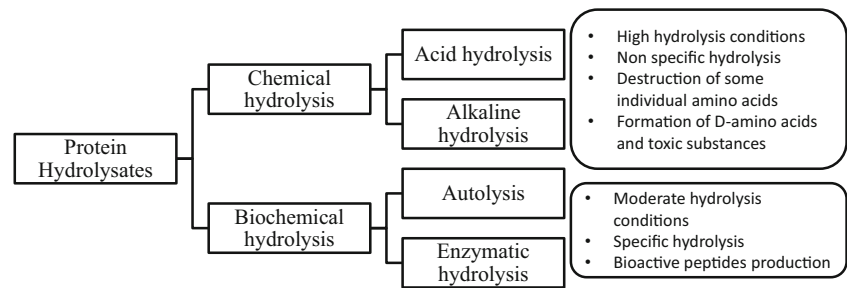 Protein
Hydrolysates
Chemical
hydrolysis
Acid hydrolysis
Alkaline
hydrolysis
• High hydrolysis conditions
• Non specific hydrolysis
• Destruction of some
individual amino acids
• Formation of D-amino acids
and toxic substances
Biochemical
hydrolysis
Autolysis
Enzymatic
hydrolysis
• Moderate hydrolysis
conditions
• Specific hydrolysis
• Bioactive peptides production